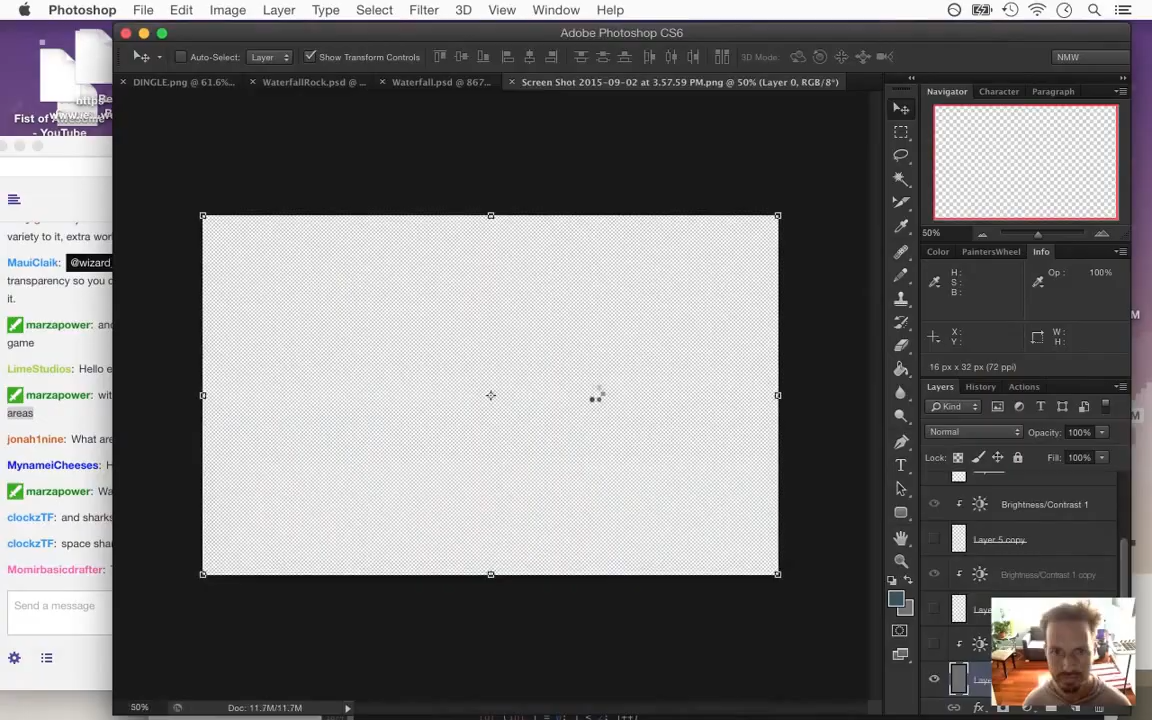 Photoshop File Edit Image Layer Type Select Filter 3D View Window Help
Adobe Photoshop CS6
Auto-Select: Layer Show Transform Controls 3D Mode: NMW
× DINGLE.png @ 61.6%... × WaterfallRock.psd @ ... × Waterfall.psd @ 867... × Screen Shot 2015-09-02 at 3.57.59 PM.png @ 50% (Layer 0, RGB/8*)
Navigator Character Paragraph
https
Fist of
- YouTube
variety to it, extra work
MauiClaik: @wizard_
transparency so you c
it.
marzapower: and
game
LimeStudios: Hello e
marzapower: wit
areas
jonah1nine: What are
MynameiCheeses: H
marzapower: Wa
clockzTF: and sharks
clockzTF: space sha
Momirbasicdrafter: T
Send a message
50%
Color PaintersWheel Info
H:
S:
B:
Op: 100%
X:
Y:
W:
H:
16 px x 32 px (72 ppi)
Layers History Actions
Kind
Normal Opacity: 100%
Lock: Fill: 100%
Brightness/Contrast 1
Layer 5 copy
Brightness/Contrast 1 copy
50% Doc: 11.7M/11.7M